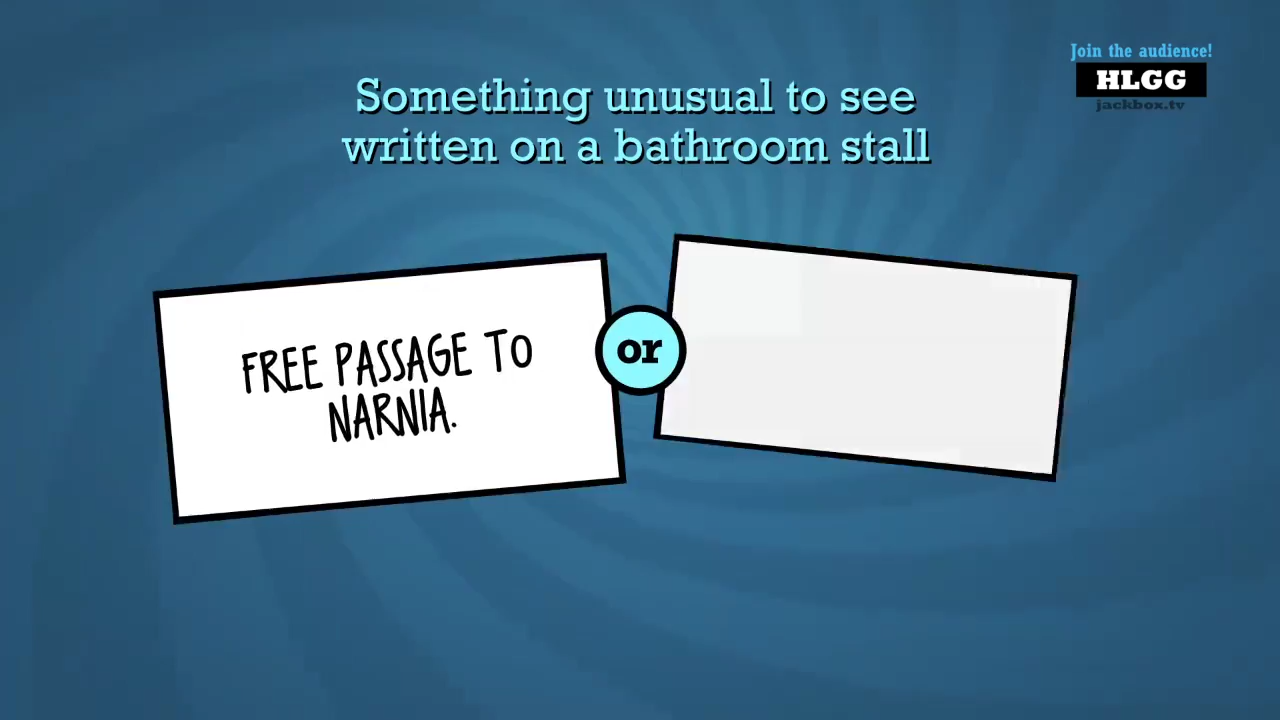 Join the audience!
HLGG
jackbox.tv
Something unusual to see
written on a bathroom stall
FREE PASSAGE TO
NARNIA.
or